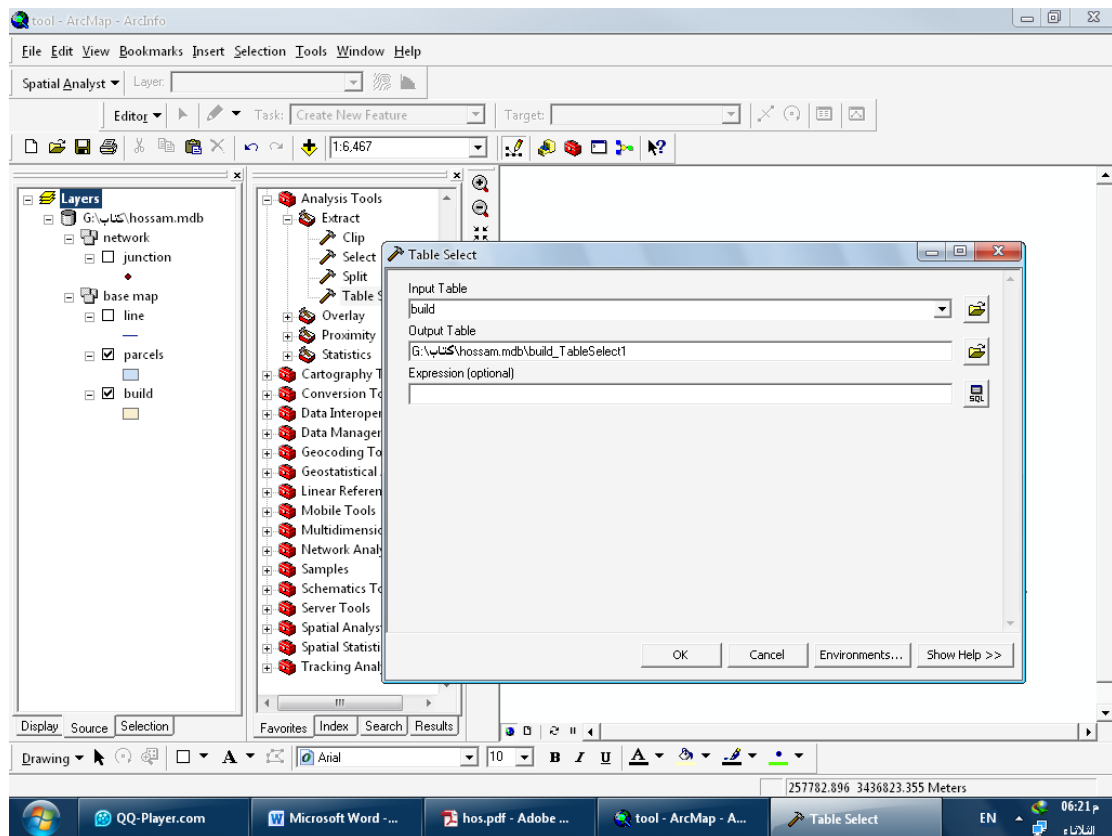 tool - ArcMap - ArcInfo
File Edit View Bookmarks Insert Selection Tools Window Help
Spatial Analyst Layer:
Editor Task: Create New Feature Target:
1:6,467
Layers
G:\كتاب\hossam.mdb
network
junction
base map
line
parcels
build
Analysis Tools
Extract
Clip
Select
Split
Table S
Overlay
Proximity
Statistics
Cartography T
Conversion To
Data Interoper
Data Manager
Geocoding To
Geostatistical
Linear Referen
Mobile Tools
Multidimensio
Network Analy
Samples
Schematics To
Server Tools
Spatial Analys
Spatial Statisti
Tracking Anal
Table Select
Input Table
build
Output Table
G:\كتاب\hossam.mdb\build_TableSelect1
Expression (optional)
SQL
OK Cancel Environments... Show Help >>
Display Source Selection
Favorites Index Search Results
Drawing A Arial 10 B I U A
257782.896 3436823.355 Meters
QQ-Player.com Microsoft Word -... hos.pdf - Adobe ... tool - ArcMap - A... Table Select EN 06:21 م
الثلاثاء